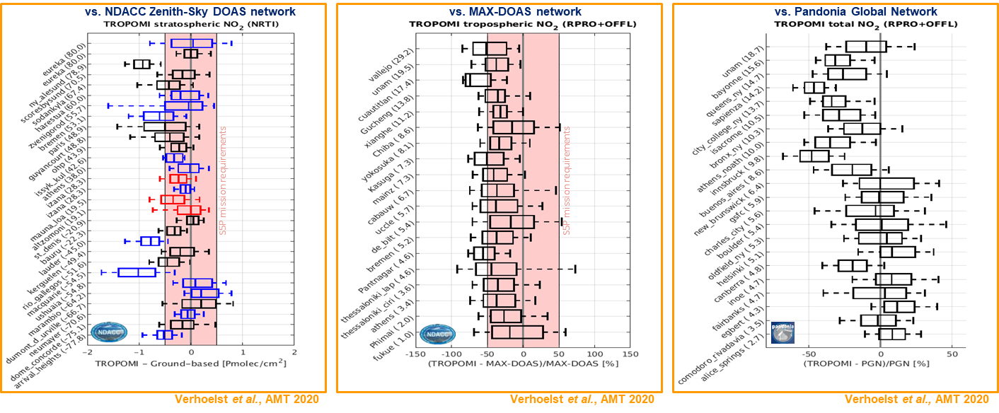 vs. NDACC Zenith-Sky DOAS network
TROPOMI stratospheric NO2 (NRTI)
eureka (80.0)
eureka (80.0)
ny_alesund (78.9)
scoresbysund (70.5)
sodankyla (67.4)
harestua (60.0)
zvenigorod (55.7)
bremen (53.1)
paris (48.9)
guyancourt (48.8)
ohp (43.9)
issyk_kul (42.6)
athens (38.0)
izana (28.3)
izana (28.3)
mauna_loa (19.5)
altzomoni (19.1)
st_denis (−20.9)
bauru (−22.3)
lauder (−45.0)
kerguelen (−49.4)
rio_gallegos (−51.6)
macquarie (−54.5)
ushuaia (−54.8)
marambio (−64.2)
dumont_d_urville (−66.7)
neumayer (−70.6)
dome_concorde (−75.1)
arrival_heights (−77.8)
S5P mission requirements
NDACC
−2
−1
0
1
2
TROPOMI − Ground-based [Pmolec/cm2]
Verhoelst et al., AMT 2020
vs. MAX-DOAS network
TROPOMI tropospheric NO2 (RPRO+OFFL)
vallejo (29.2)
unam (19.5)
cuautitlan (17.4)
Gucheng (13.8)
xianghe (11.2)
Chiba ( 8.6)
yokosuka ( 8.1)
Kasuga ( 7.3)
mainz ( 7.3)
cabauw ( 6.7)
uccle ( 5.7)
de_bilt ( 5.4)
bremen ( 5.2)
Pantnagar ( 4.6)
thessaloniki_lap ( 4.6)
thessaloniki_ciri ( 3.6)
athens ( 3.4)
Phimai ( 2.0)
fukue ( 1.0)
S5P mission requirements
NDACC
-150
-100
-50
0
50
100
150
(TROPOMI - MAX-DOAS)/MAX-DOAS [%]
Verhoelst et al., AMT 2020
vs. Pandonia Global Network
TROPOMI total NO2 (RPRO+OFFL)
unam (18.7)
bayonne (15.6)
queens_ny (14.7)
sapienza (14.2)
city_college_ny (13.7)
isacrome (10.5)
bronx_ny (10.3)
athens_noath (10.0)
innsbruck ( 9.8)
buenos_aires ( 8.6)
new_brunswick ( 6.4)
gsfc ( 5.9)
charles_city ( 5.6)
boulder ( 5.4)
oldfield_ny ( 5.3)
helsinki ( 5.1)
canberra ( 4.8)
inoe ( 4.7)
fairbanks ( 4.7)
egbert ( 4.3)
comodoro_rivadavia ( 3.5)
alice_springs ( 2.7)
pandonia
-50
0
50
(TROPOMI - PGN)/PGN [%]
Verhoelst et al., AMT 2020